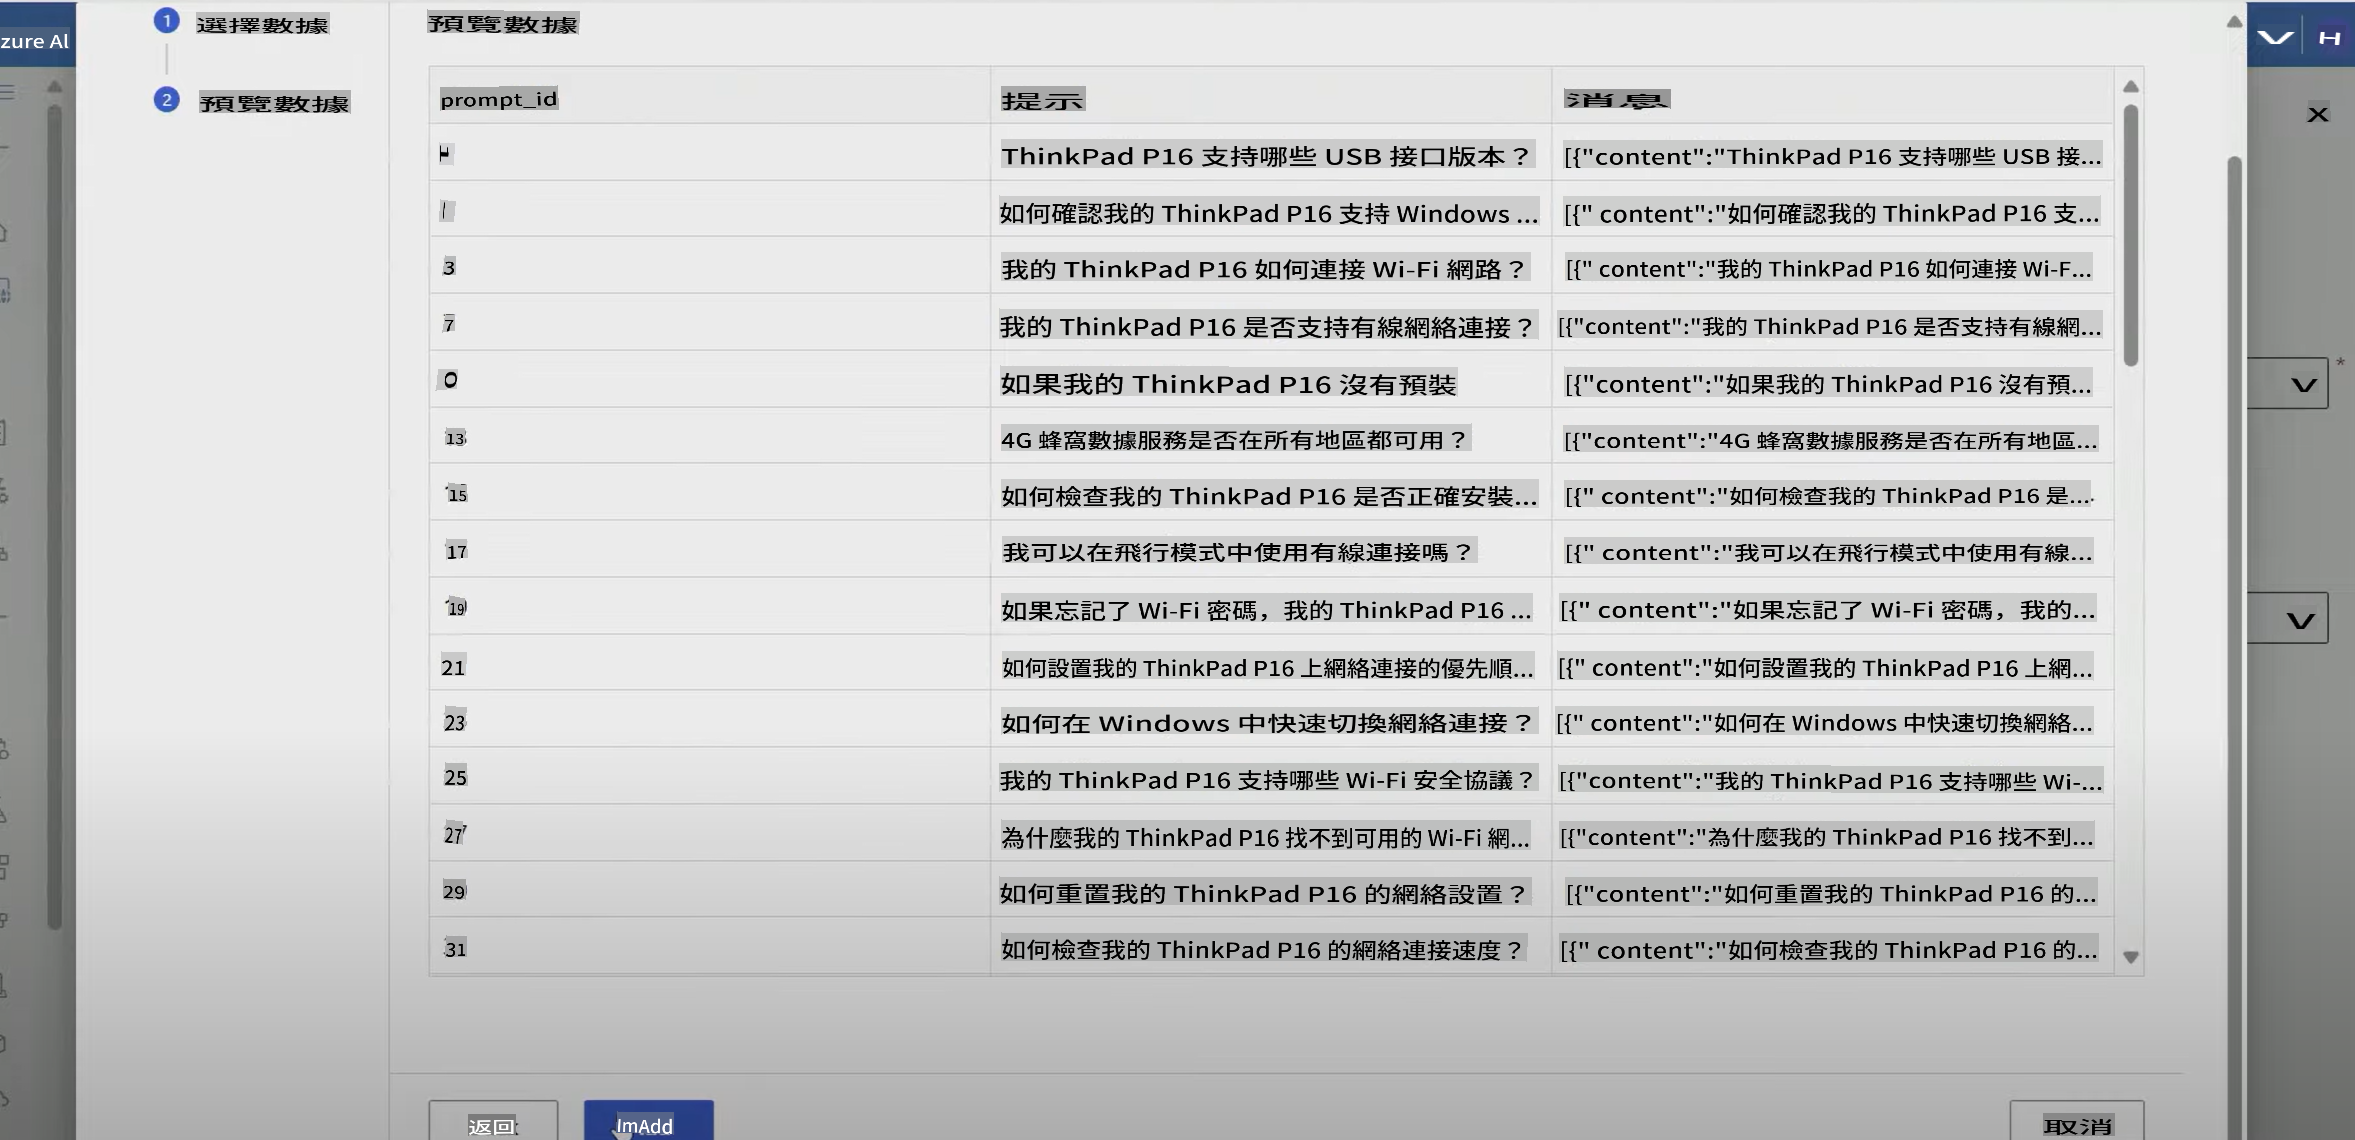 zure AI
1 選擇數據
2 預覽數據
預覽數據
prompt_id 提示 消息
ThinkPad P16 支持哪些 USB 接口版本？ [{"content":"ThinkPad P16 支持哪些 USB 接...
如何確認我的 ThinkPad P16 支持 Windows ... [{" content":"如何確認我的 ThinkPad P16 支...
3 我的 ThinkPad P16 如何連接 Wi-Fi 網路？ [{" content":"我的 ThinkPad P16 如何連接 Wi-F...
7 我的 ThinkPad P16 是否支持有線網絡連接？ [{"content":"我的 ThinkPad P16 是否支持有線網...
0 如果我的 ThinkPad P16 沒有預裝 [{"content":"如果我的 ThinkPad P16 沒有預...
13 4G 蜂窩數據服務是否在所有地區都可用？ [{"content":"4G 蜂窩數據服務是否在所有地區...
15 如何檢查我的 ThinkPad P16 是否正確安裝... [{" content":"如何檢查我的 ThinkPad P16 是...
17 我可以在飛行模式中使用有線連接嗎？ [{" content":"我可以在飛行模式中使用有線...
19 如果忘記了 Wi-Fi 密碼，我的 ThinkPad P16 ... [{" content":"如果忘記了 Wi-Fi 密碼，我的...
21 如何設置我的 ThinkPad P16 上網絡連接的優先順... [{" content":"如何設置我的 ThinkPad P16 上網...
23 如何在 Windows 中快速切換網絡連接？ [{" content":"如何在 Windows 中快速切換網絡...
25 我的 ThinkPad P16 支持哪些 Wi-Fi 安全協議？ [{"content":"我的 ThinkPad P16 支持哪些 Wi-...
27 為什麼我的 ThinkPad P16 找不到可用的 Wi-Fi 網... [{"content":"為什麼我的 ThinkPad P16 找不到...
29 如何重置我的 ThinkPad P16 的網絡設置？ [{"content":"如何重置我的 ThinkPad P16 的...
31 如何檢查我的 ThinkPad P16 的網絡連接速度？ [{" content":"如何檢查我的 ThinkPad P16 的...
返回 ImAdd 取消